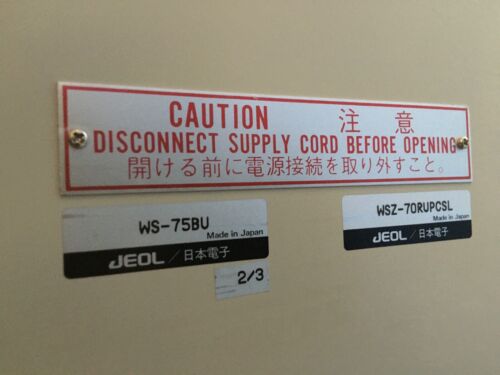 CAUTION 注意
DISCONNECT SUPPLY CORD BEFORE OPENING
開ける前に電源接続を取り外すこと。
WS-75BU
Made in Japan
JEOL / 日本電子
2/3
WSZ-70RUPCSL
Made in Japan
JEOL / 日本電子